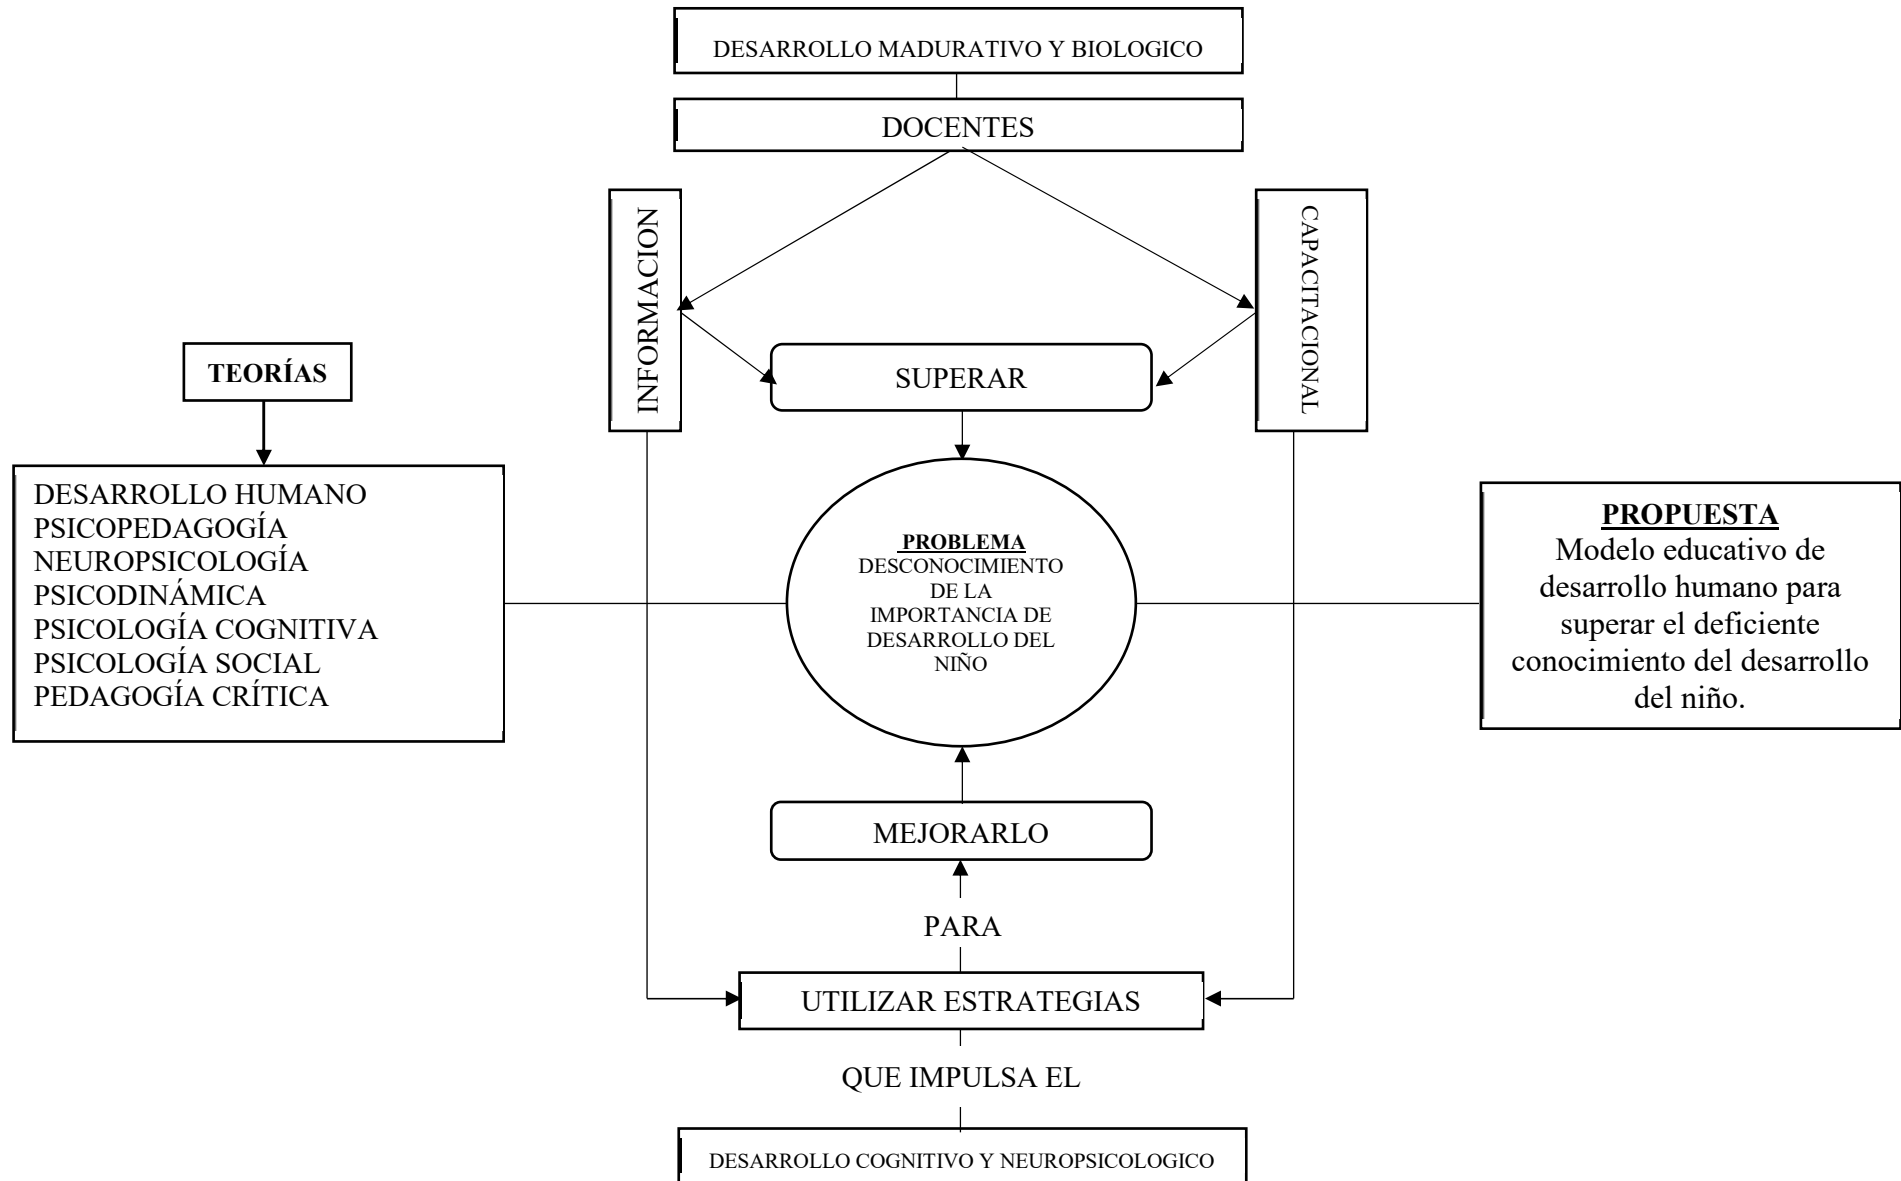 DESARROLLO MADURATIVO Y BIOLOGICO
DOCENTES
INFORMACION
CAPACITACIONAL
SUPERAR
TEORÍAS
DESARROLLO HUMANO
PSICOPEDAGOGÍA
NEUROPSICOLOGÍA
PSICODINÁMICA
PSICOLOGÍA COGNITIVA
PSICOLOGÍA SOCIAL
PEDAGOGÍA CRÍTICA
PROBLEMA
DESCONOCIMIENTO
DE LA
IMPORTANCIA DE
DESARROLLO DEL
NIÑO
PROPUESTA
Modelo educativo de
desarrollo humano para
superar el deficiente
conocimiento del desarrollo
del niño.
MEJORARLO
PARA
UTILIZAR ESTRATEGIAS
QUE IMPULSA EL
DESARROLLO COGNITIVO Y NEUROPSICOLOGICO